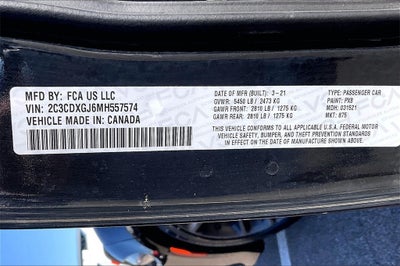 MFD BY: FCA US LLC
VIN: 2C3CDXGJ6MH557574
VEHICLE MADE IN: CANADA
DATE OF MFR (BUILT): 3-21
GVWR: 5450 LB / 2473 KG
GAWR FRONT: 2810 LB / 1275 KG
GAWR REAR: 2810 LB / 1275 KG
TYPE: PASSENGER CAR
PAINT: PX8
MDH: 031521
MKT: 875
THIS VEHICLE CONFORMS TO ALL APPLICABLE U.S.
FEDERAL MOTOR VEHICLE SAFETY, BUMPER, AND THEFT PREVENTION STANDARDS
IN EFFECT ON THE DATE OF MANUFACTURE SHOWN ABOVE.